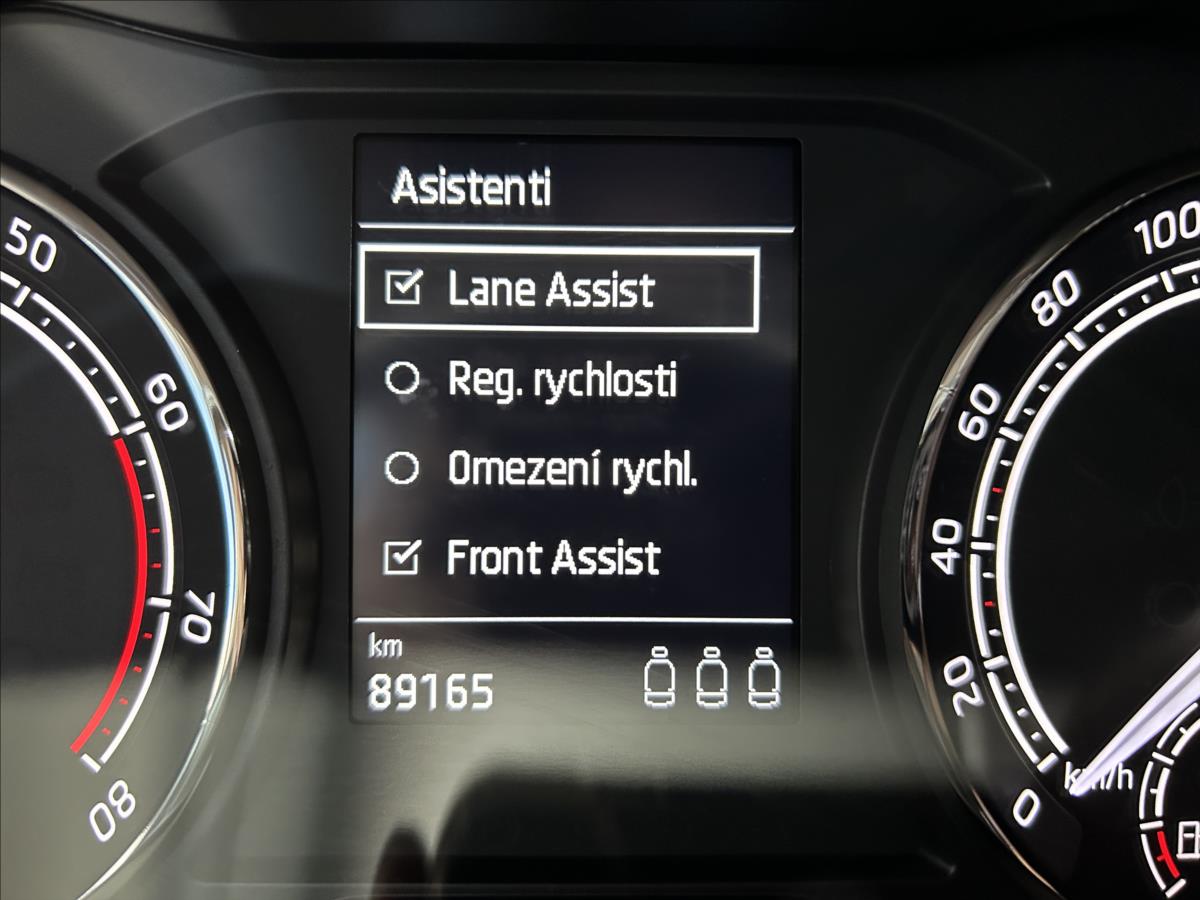 Asistenti
Lane Assist
Reg. rychlosti
Omezení rychl.
Front Assist
km
89165
50
60
70
80
100
80
60
40
20
0
km/h